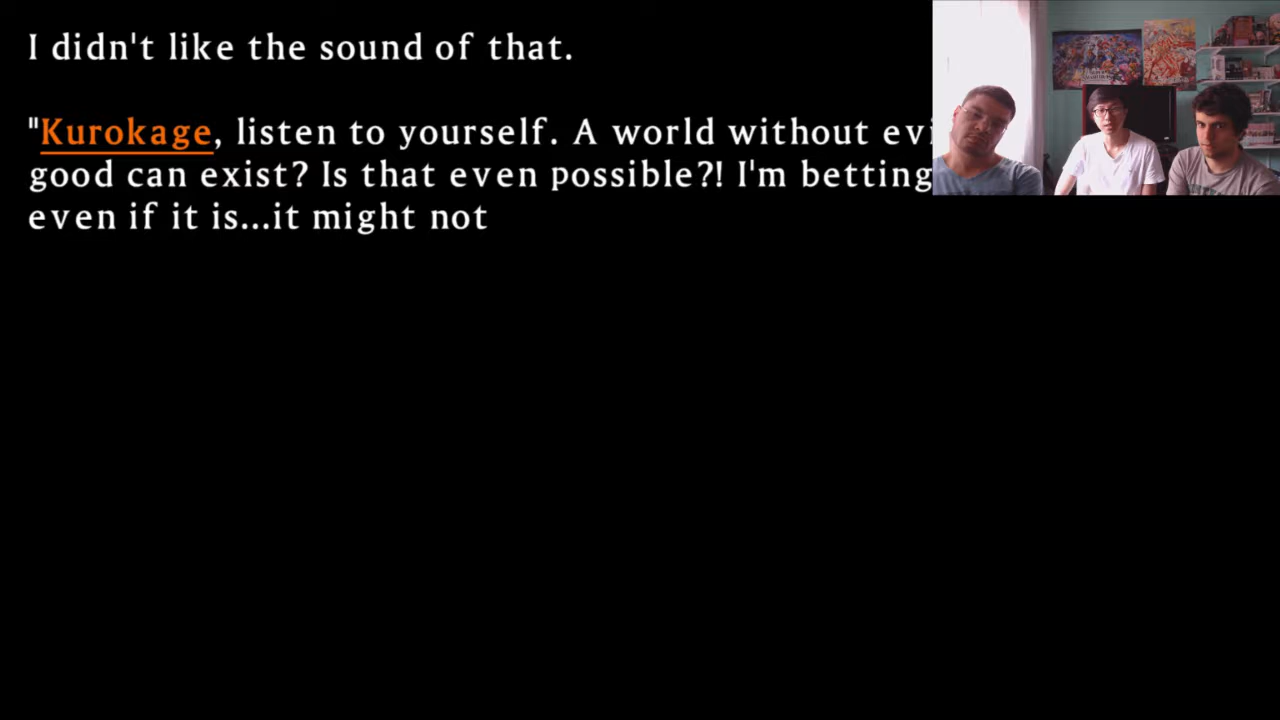 I didn't like the sound of that.
"Kurokage, listen to yourself. A world without
good can exist? Is that even possible?! I'm betting
even if it is...it might not